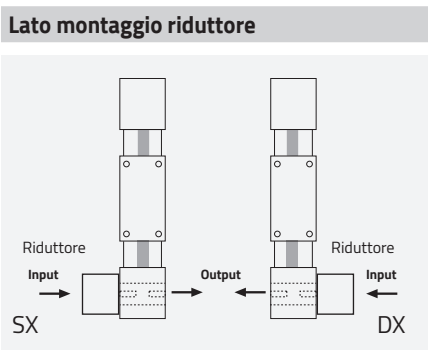 Lato montaggio riduttore
Riduttore
Riduttore
Input
Output
Input
SX
DX